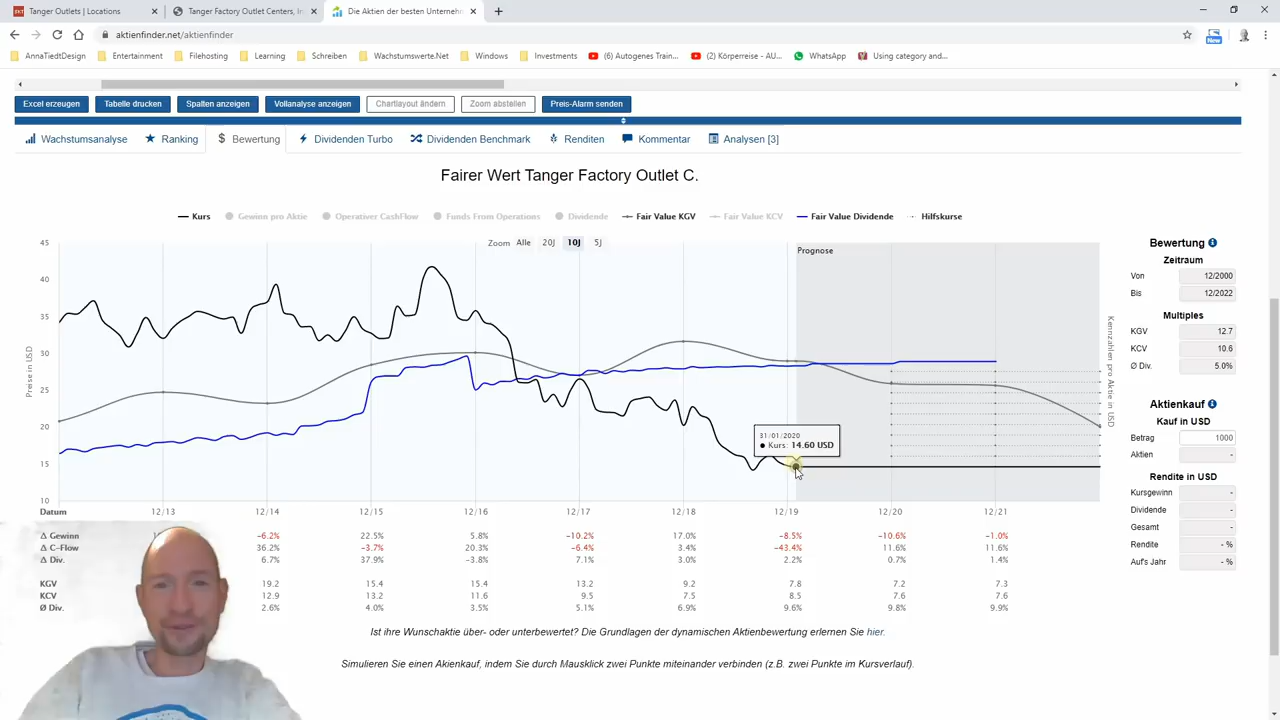 Tanger Outlets | Locations
Tanger Factory Outlet Centers, In
Die Aktien der besten Unternehm
aktienfinder.net/aktienfinder
New
AnnaTiedtDesign
Entertainment
Filehosting
Learning
Schreiben
Wachstumswerte.Net
Windows
Investments
(6) Autogenes Train...
(2) Körperreise - AU...
WhatsApp
Using category and...
Excel erzeugen
Tabelle drucken
Spalten anzeigen
Vollanalyse anzeigen
Chartlayout ändern
Zoom abstellen
Preis-Alarm senden
Wachstumsanalyse
Ranking
$ Bewertung
Dividenden Turbo
Dividenden Benchmark
Renditen
Kommentar
Analysen [3]
Fairer Wert Tanger Factory Outlet C.
Kurs
Gewinn pro Aktie
Operativer CashFlow
Funds From Operations
Dividende
Fair Value KGV
Fair Value KCV
Fair Value Dividende
Hilfskurse
Zoom Alle 20J 10J 5J
Prognose
Preise in USD
45
40
35
30
25
20
15
10
Kennzahlen pro Aktie in USD
31/01/2020
Kurs: 14.60 USD
Datum 12/13 12/14 12/15 12/16 12/17 12/18 12/19 12/20 12/21
Δ Gewinn -6.2% 22.5% 5.8% -10.2% 17.0% -8.5% -10.6% -1.0%
Δ C-Flow 36.2% -3.7% 20.3% -6.4% 3.4% -43.4% 11.6% 11.6%
Δ Div. 6.7% 37.9% -3.8% 7.1% 3.0% 2.2% 0.7% 1.4%
KGV 19.2 15.4 15.4 13.2 9.2 7.8 7.2 7.3
KCV 12.9 13.2 11.6 9.5 7.5 8.5 7.6 7.6
Ø Div. 2.6% 4.0% 3.5% 5.1% 6.9% 9.6% 9.8% 9.9%
Ist ihre Wunschaktie über- oder unterbewertet? Die Grundlagen der dynamischen Aktienbewertung erlernen Sie hier.
Simulieren Sie einen Akienkauf, indem Sie durch Mausklick zwei Punkte miteinander verbinden (z.B. zwei Punkte im Kursverlauf).
Bewertung
Zeitraum
Von 12/2000
Bis 12/2022
Multiples
KGV 12.7
KCV 10.6
Ø Div. 5.0%
Aktienkauf
Kauf in USD
Betrag 1000
Aktien -
Rendite in USD
Kursgewinn -
Dividende -
Gesamt -
Rendite - %
Auf's Jahr - %